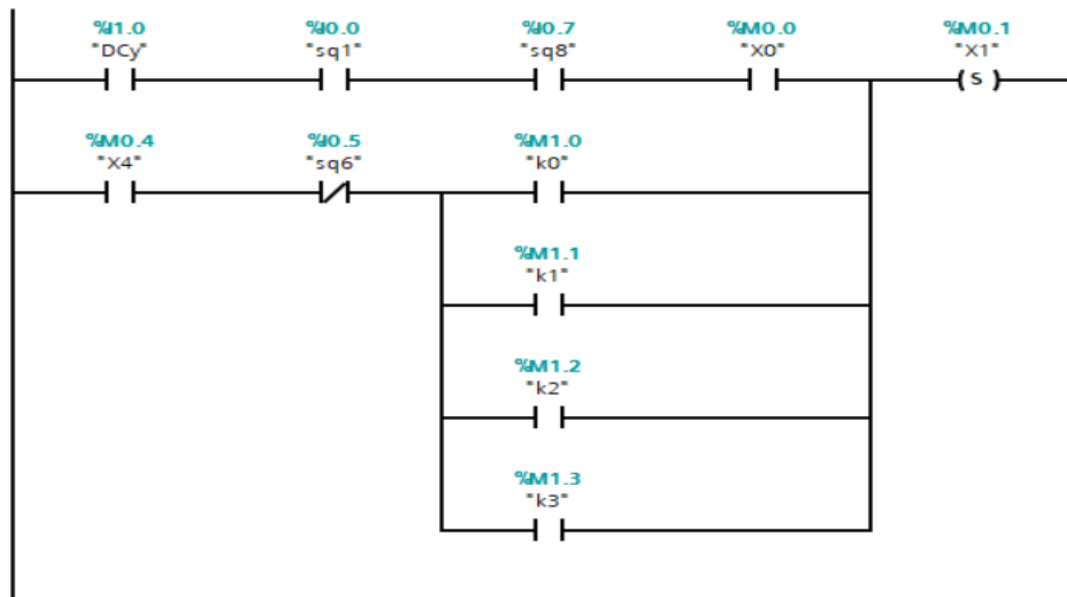 %I1.0 %I0.0 %I0.7 %M0.0 %M0.1
"DCy" "sq1" "sq8" "X0" "X1"
S
%M0.4 %I0.5 %M1.0
"X4" "sq6" "k0"
%M1.1
"k1"
%M1.2
"k2"
%M1.3
"k3"